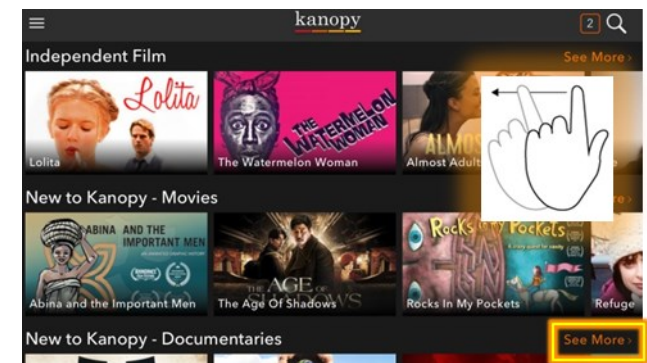 kanopy
2
Independent Film
See More ›
Lolita
Lolita
THE WATERMELON WOMAN
The Watermelon Woman
ALMOS
Almost Adult
New to Kanopy - Movies
ABINA AND THE
IMPORTANT MEN
Abina and the Important Men
THE AGE OF
SHADOWS
The Age Of Shadows
Rocks in My Pockets
Rocks In My Pockets
Refuge
New to Kanopy - Documentaries
See More ›